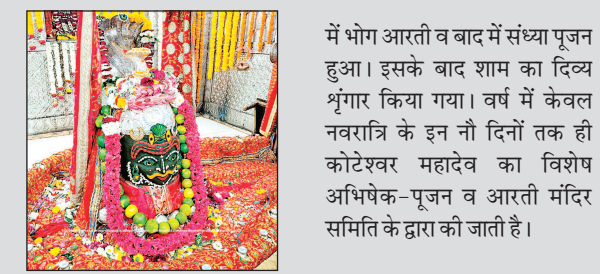 में भोग आरती व बाद में संध्या पूजन
हुआ। इसके बाद शाम का दिव्य
शृंगार किया गया। वर्ष में केवल
नवरात्रि के इन नौ दिनों तक ही
कोटेश्वर महादेव का विशेष
अभिषेक-पूजन व आरती मंदिर
समिति के द्वारा की जाती है।